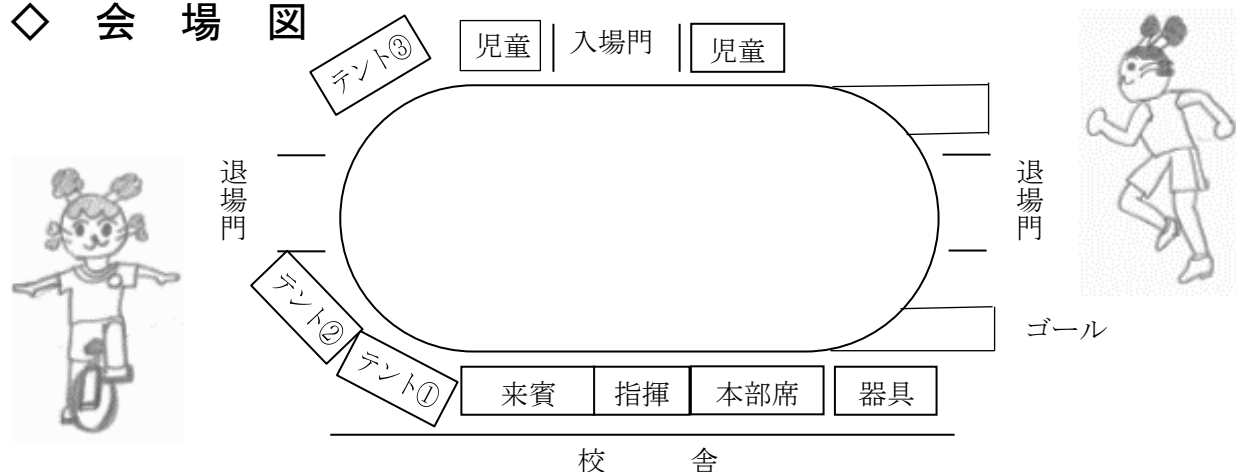 ◇ 会 場 図
テント③
児童
入場門
児童
退場門
退場門
テント②
テント①
ゴール
来賓
指揮
本部席
器具
校 舎